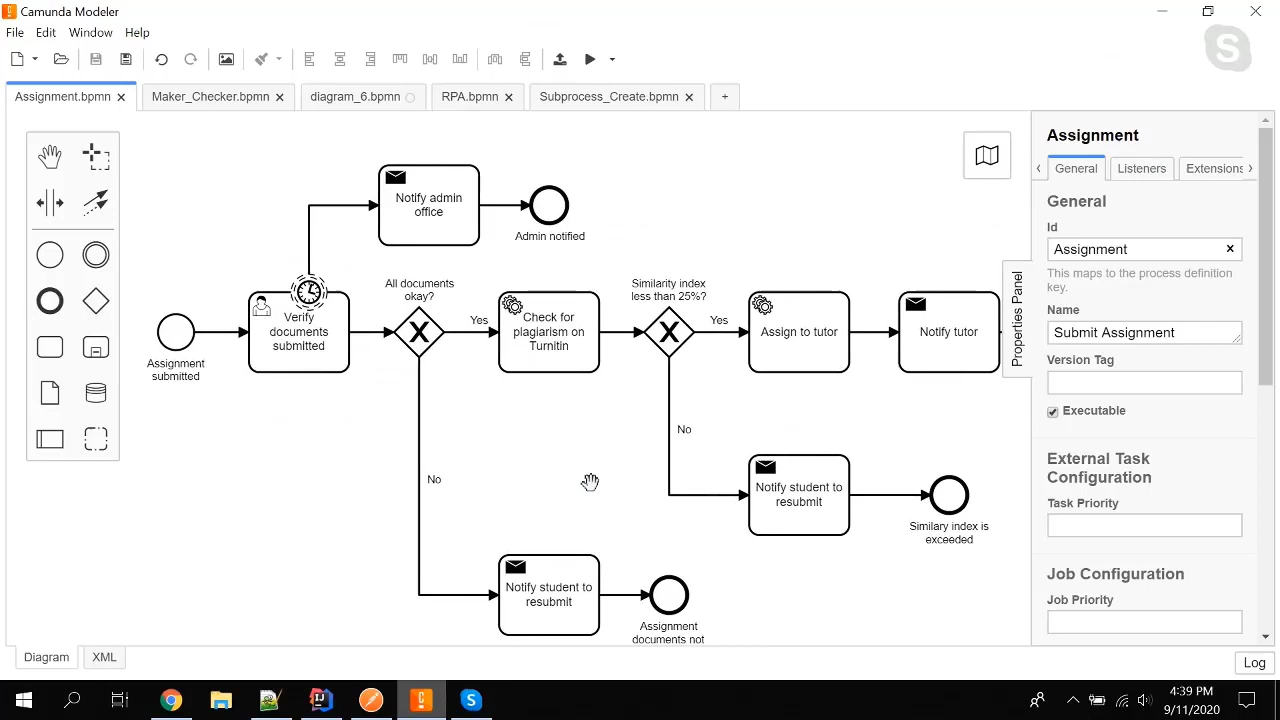 Camunda Modeler
File Edit Window Help
Assignment.bpmn Maker_Checker.bpmn diagram_6.bpmn RPA.bpmn Subprocess_Create.bpmn +
Notify admin
office
Admin notified
Assignment
submitted
Verify
documents
submitted
All documents
okay?
Yes
Check for
plagiarism on
Turnitin
Similarity index
less than 25%?
Yes
Assign to tutor
Notify tutor
No
Notify student to
resubmit
Similary index is
exceeded
No
Notify student to
resubmit
Assignment
documents not
Properties Panel
Assignment
General Listeners Extensions
General
Id
Assignment
This maps to the process definition
key.
Name
Submit Assignment
Version Tag
Executable
External Task
Configuration
Task Priority
Job Configuration
Job Priority
Diagram XML
Log
4:39 PM
9/11/2020